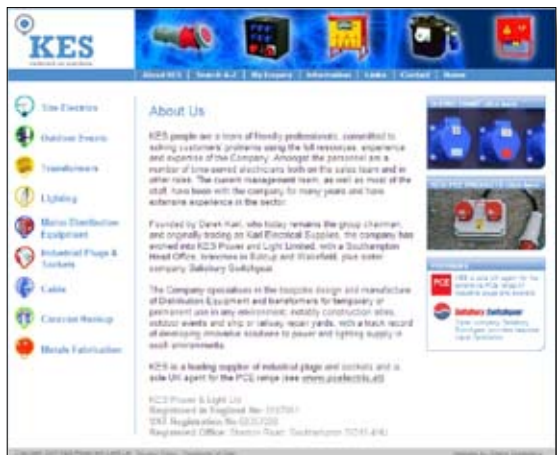 KES
About KES | Search A-Z | My Enquiry | Information | Links | Contact | Home
Site Electrics
Outdoor Events
Transformers
Lighting
Mains Distribution
Equipment
Industrial Plugs &
Sockets
Cable
Caravan Hookup
Metals Fabrication
About Us
KES people are a team of friendly professionals, committed to
solving customers' problems using the full resources, experience
and expertise of the Company. Amongst the personnel are a
number of time-served electricians both on the sales team and in
other roles. The current management team, as well as most of the
staff, have been with the company for many years and have
extensive experience in the sector.
Founded by Derek Karl, who today remains the group chairman,
and originally trading as Karl Electrical Supplies, the company has
evolved into KES Power and Light Limited, with a Southampton
Head Office, branches in and Wakefield, plus sister
company Salisbury Switchgear.
The Company specialises in the bespoke design and manufacture
of Distribution Equipment and transformers for temporary or
permanent use in any environment, notably construction sites,
outdoor events and ship or railway repair yards, with a track record
of developing innovative solutions to power and lighting supply in
such environments.
KES is a leading supplier of industrial plugs and sockets and is
sole UK agent for the PCE range (see
KES Power & Light Ltd
Registered in England No
VAT Registration No
Registered Office: Southampton
PCE
KES is sole UK agent for the
Salisbury Switchgear